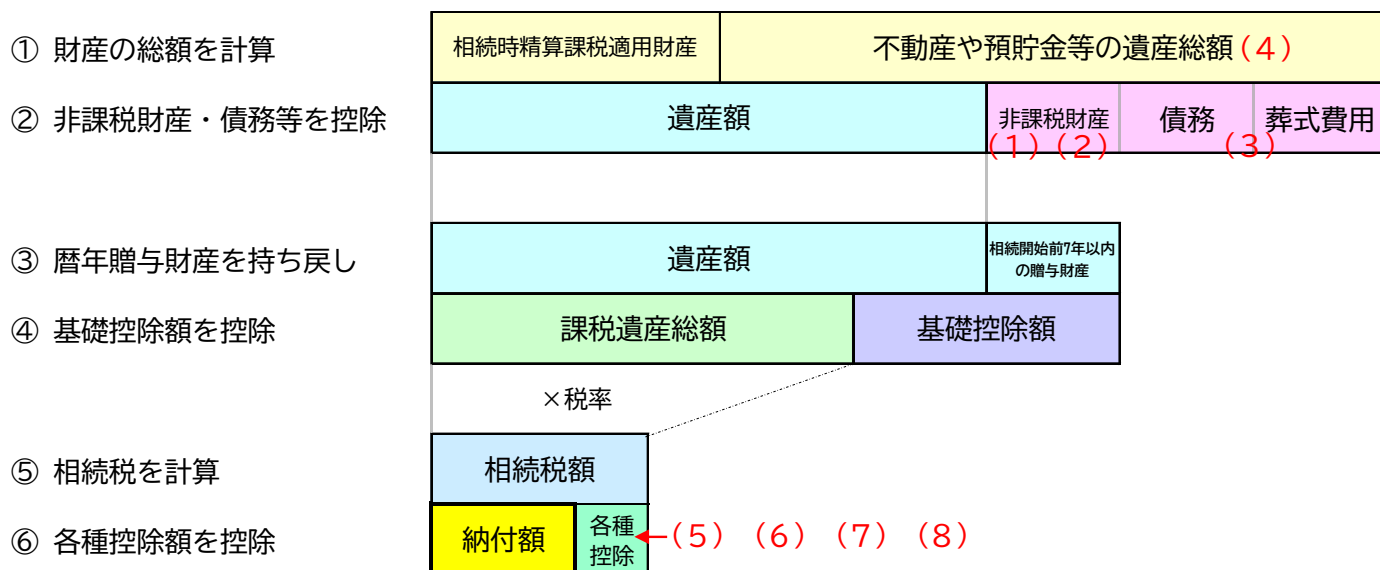 ① 財産の総額を計算 相続時精算課税適用財産 不動産や預貯金等の遺産総額(4)
② 非課税財産・債務等を控除 遺産額 非課税財産 債務 葬式費用
(1) (2) (3)
③ 暦年贈与財産を持ち戻し 遺産額 相続開始前7年以内
の贈与財産
④ 基礎控除額を控除 課税遺産総額 基礎控除額
×税率
⑤ 相続税を計算 相続税額
⑥ 各種控除額を控除 納付額 各種
控除 (5) (6) (7) (8)